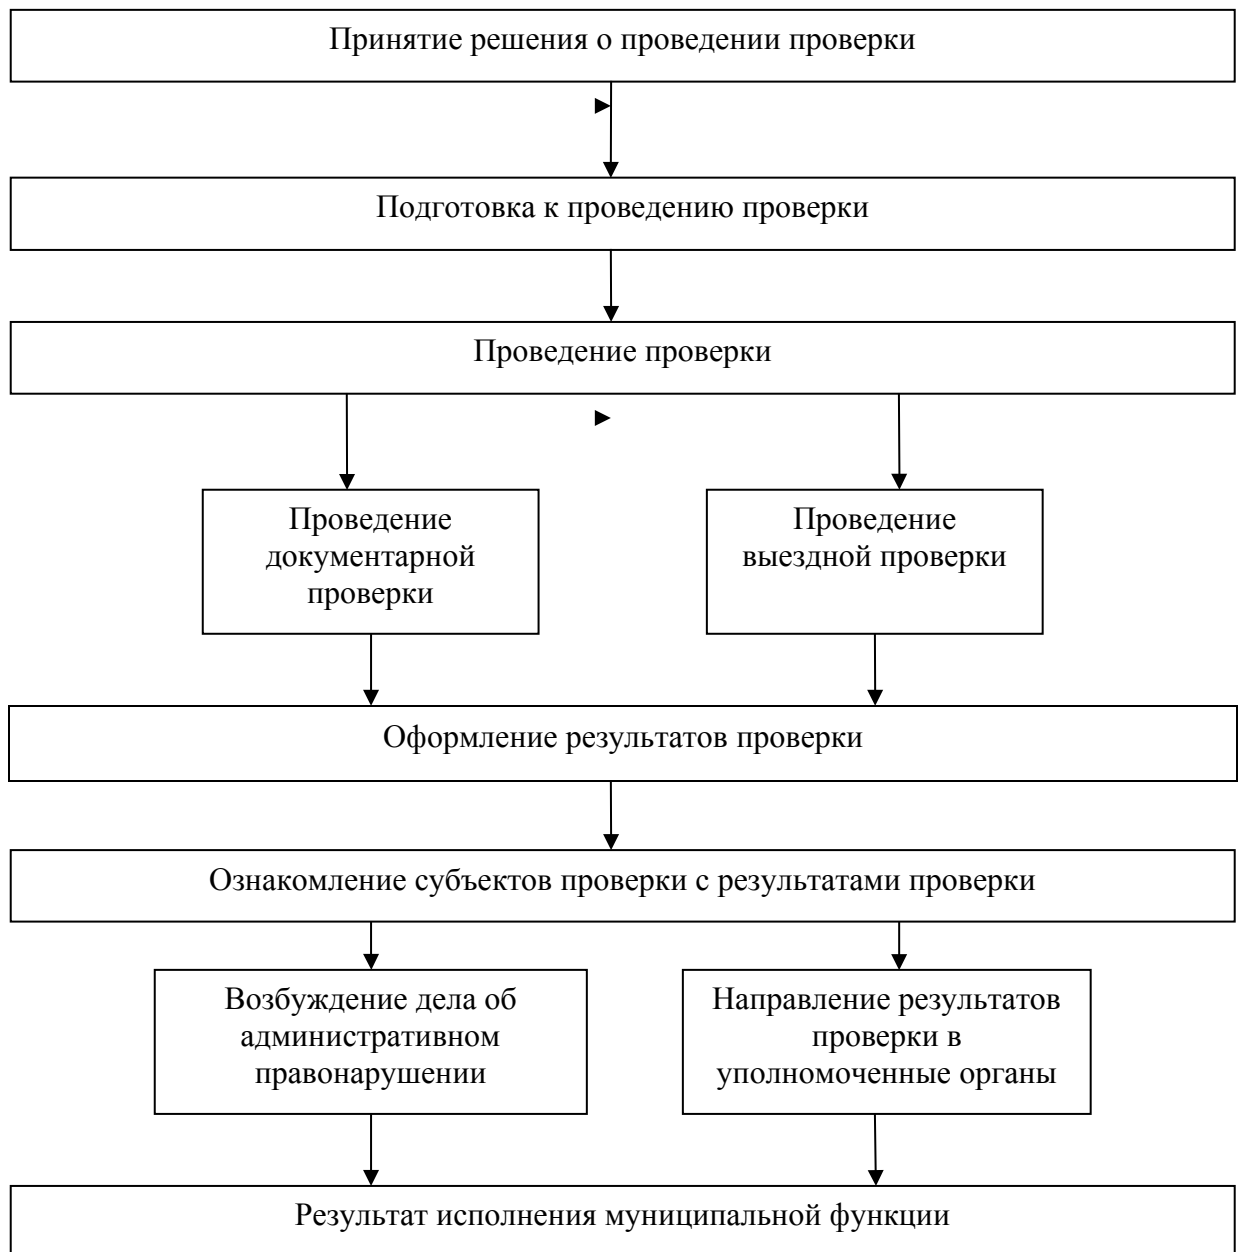 Принятие решения о проведении проверки
Подготовка к проведению проверки
Проведение проверки
Проведение
документарной
проверки
Проведение
выездной проверки
Оформление результатов проверки
Ознакомление субъектов проверки с результатами проверки
Возбуждение дела об
административном
правонарушении
Направление результатов
проверки в
уполномоченные органы
Результат исполнения муниципальной функции